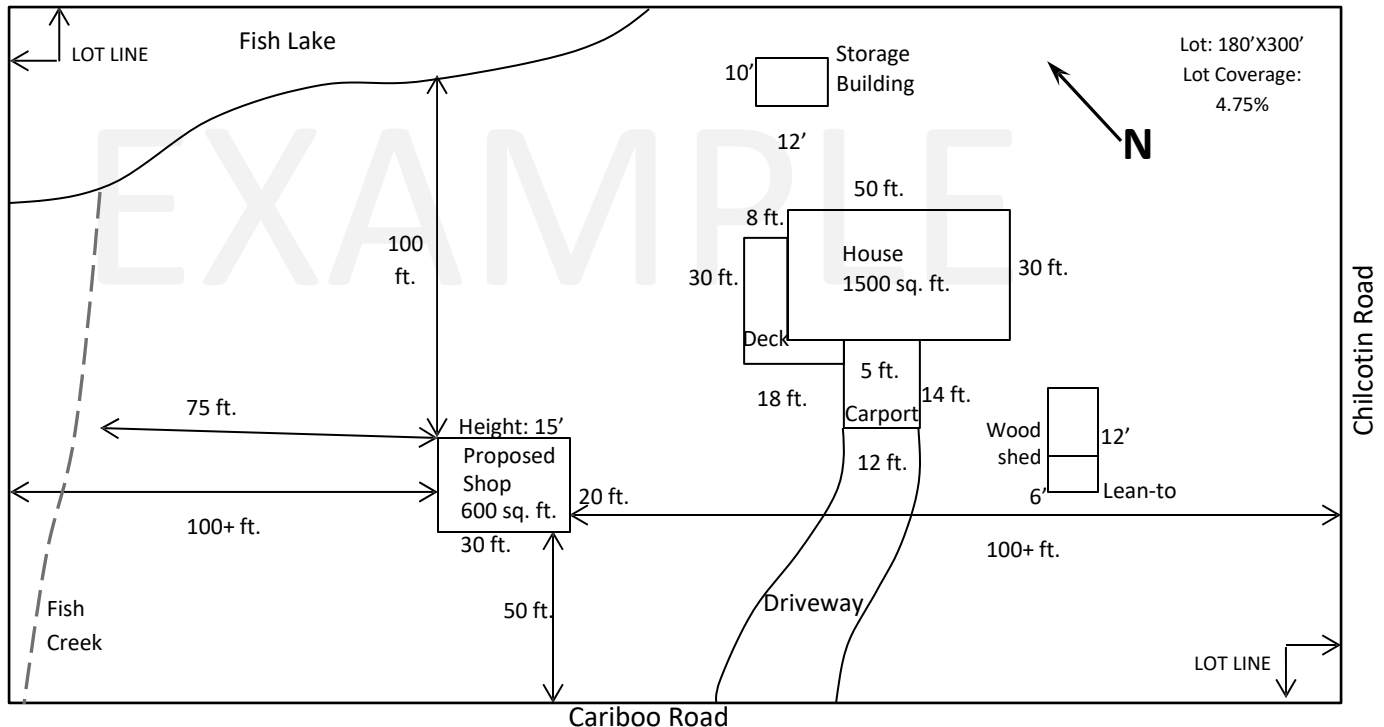 EXAMPLE
LOT LINE
Fish Lake
Storage
Building
10’
12’
Lot: 180’X300’
Lot Coverage:
4.75%
N
50 ft.
8 ft.
House
1500 sq. ft.
30 ft.
30 ft.
Deck
100
ft.
5 ft.
18 ft.
14 ft.
Carport
12 ft.
75 ft.
Height: 15’
Proposed
Shop
600 sq. ft.
20 ft.
30 ft.
100+ ft.
Wood
shed
12’
6’
Lean-to
100+ ft.
50 ft.
Driveway
Fish
Creek
LOT LINE
Cariboo Road
Chilcotin Road